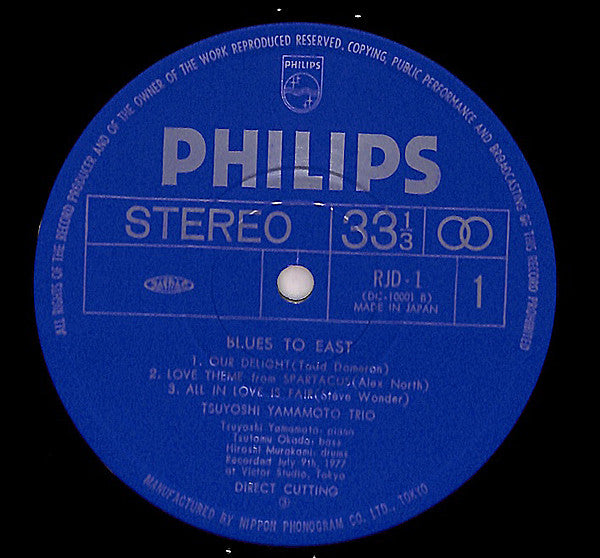 ALL RIGHTS OF THE RECORD PRODUCER AND OF THE OWNER OF THE WORK REPRODUCED RESERVED. COPYING, PUBLIC PERFORMANCE AND BROADCASTING OF THIS RECORD PROHIBITED
PHILIPS
PHILIPS
STEREO 33 1/3
RJD-1 1
(DC-10001 B)
MADE IN JAPAN
BLUES TO EAST
1. OUR DELIGHT(Tadd Dameron)
2. LOVE THEME from SPARTACUS(Alex North)
3. ALL IN LOVE IS FAIR(Steve Wonder)
TSUYOSHI YAMAMOTO TRIO
Tsuyoshi Yamamoto: piano
Tsutomu Okada: bass
Hiroshi Murakami: drums
Recorded July 9th, 1977
at Victor Studio, Tokyo
DIRECT CUTTING
MANUFACTURED BY NIPPON PHONOGRAM CO. LTD., TOKYO